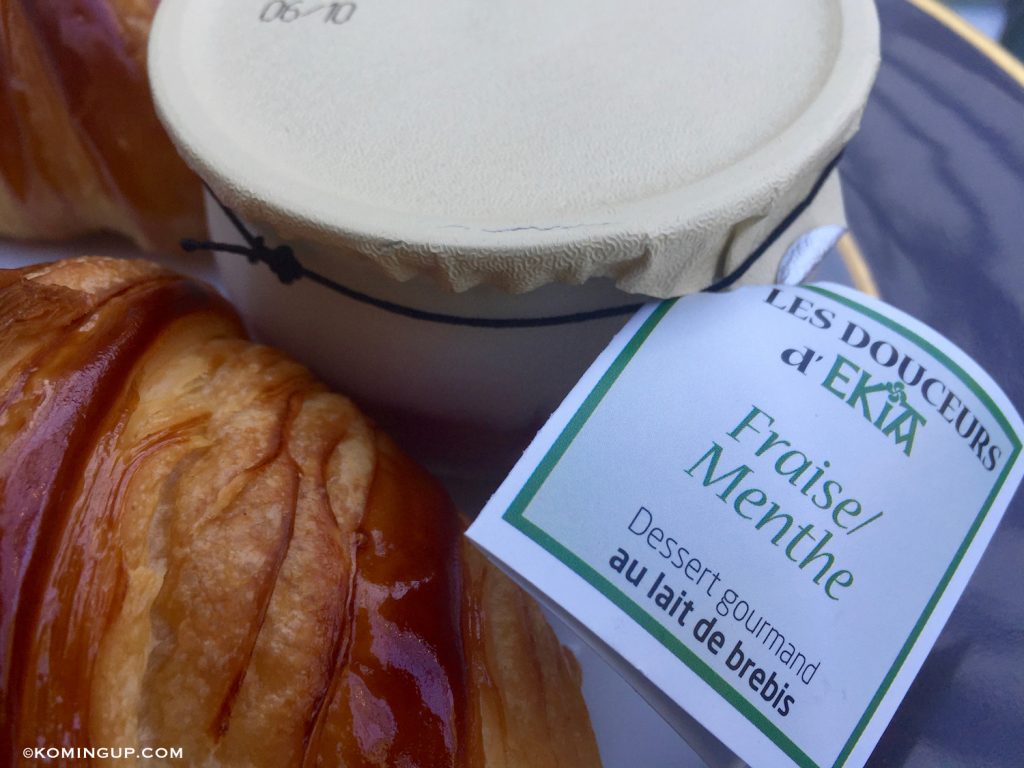 06/10
LES DOUCEURS
d'EKiA
Fraise/
Menthe
Dessert gourmand
au lait de brebis
©KOMINGUP.COM